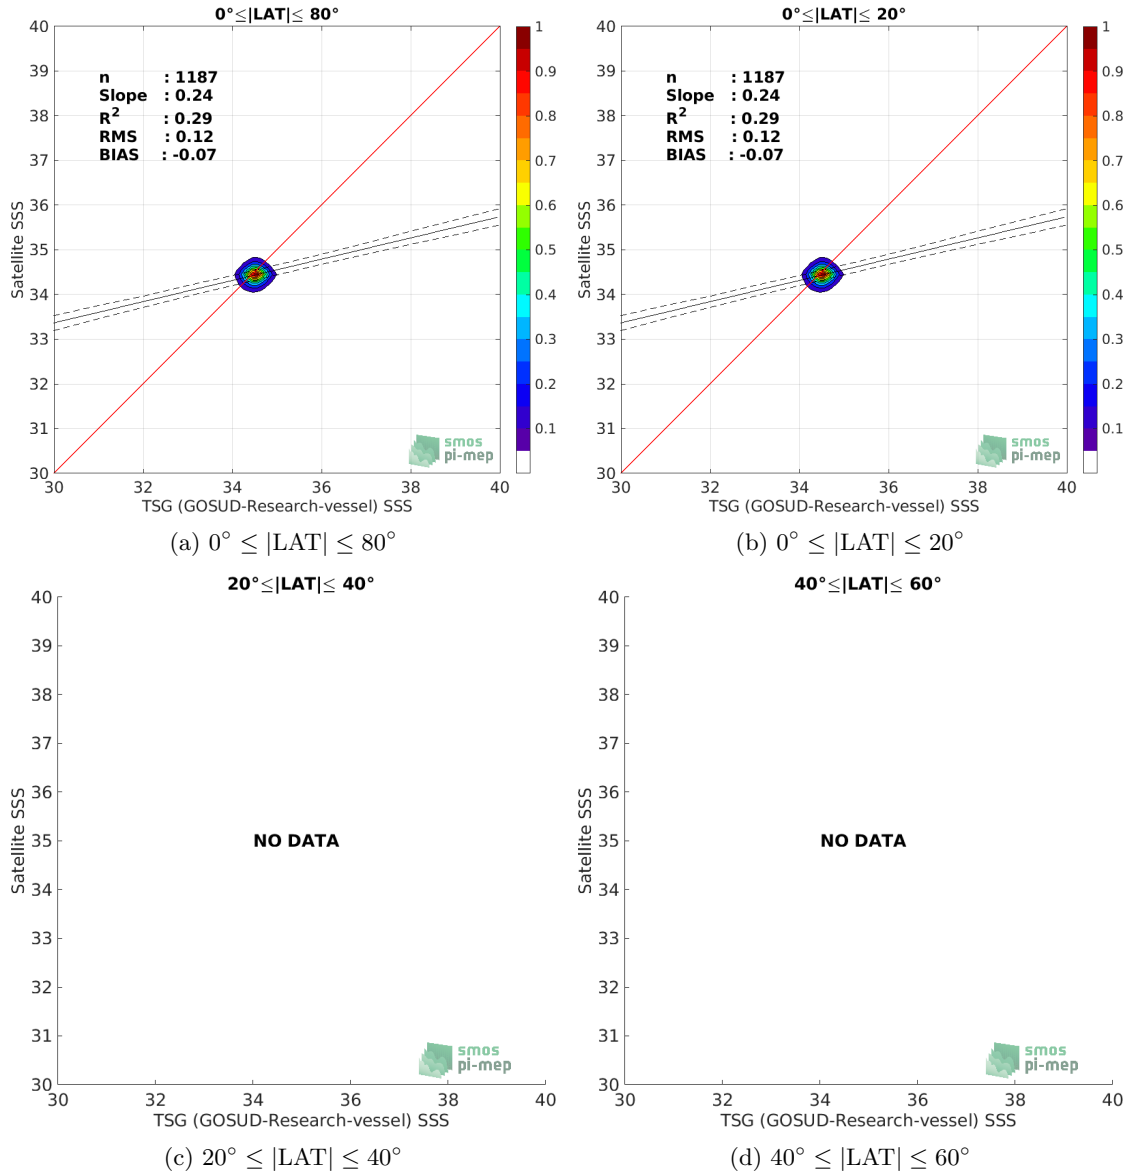 0°≤|LAT|≤ 80°
40
39
38
37
36
35
34
33
32
31
30
Satellite SSS
n : 1187
Slope : 0.24
R² : 0.29
RMS : 0.12
BIAS : -0.07
1
0.9
0.8
0.7
0.6
0.5
0.4
0.3
0.2
0.1
smos
pi-mep
30 32 34 36 38 40
TSG (GOSUD-Research-vessel) SSS
(a) 0° ≤ |LAT| ≤ 80°
0°≤|LAT|≤ 20°
40
39
38
37
36
35
34
33
32
31
30
Satellite SSS
n : 1187
Slope : 0.24
R² : 0.29
RMS : 0.12
BIAS : -0.07
1
0.9
0.8
0.7
0.6
0.5
0.4
0.3
0.2
0.1
smos
pi-mep
30 32 34 36 38 40
TSG (GOSUD-Research-vessel) SSS
(b) 0° ≤ |LAT| ≤ 20°
20°≤|LAT|≤ 40°
40
39
38
37
36
35
34
33
32
31
30
Satellite SSS
NO DATA
smos
pi-mep
30 32 34 36 38 40
TSG (GOSUD-Research-vessel) SSS
(c) 20° ≤ |LAT| ≤ 40°
40°≤|LAT|≤ 60°
40
39
38
37
36
35
34
33
32
31
30
Satellite SSS
NO DATA
smos
pi-mep
30 32 34 36 38 40
TSG (GOSUD-Research-vessel) SSS
(d) 40° ≤ |LAT| ≤ 60°